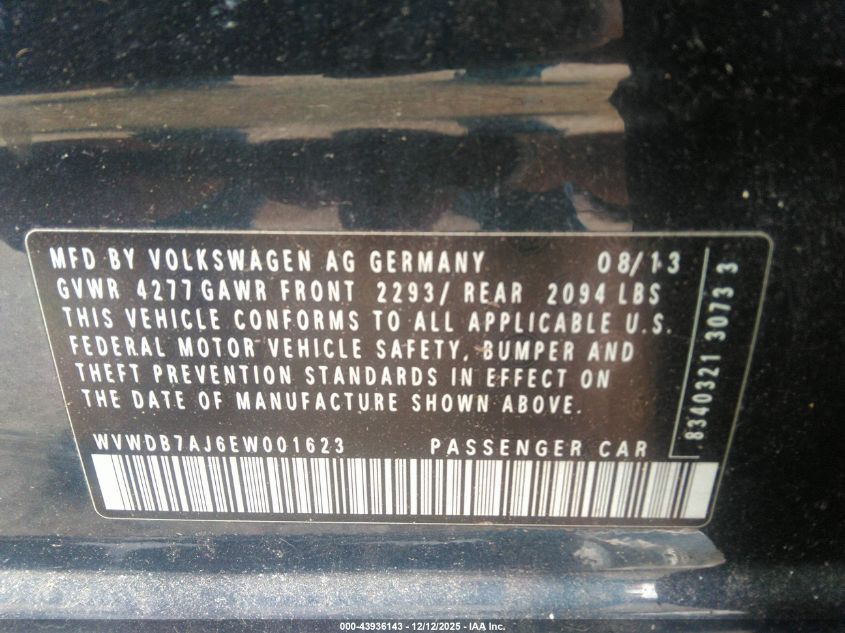 MFD BY VOLKSWAGEN AG GERMANY 08/13
GVWR 4277 GAWR FRONT 2293/ REAR 2094 LBS
THIS VEHICLE CONFORMS TO ALL APPLICABLE U.S.
FEDERAL MOTOR VEHICLE SAFETY, BUMPER AND
THEFT PREVENTION STANDARDS IN EFFECT ON
THE DATE OF MANUFACTURE SHOWN ABOVE.
WVWDB7AJ6EW001623 PASSENGER CAR
8340321 3073 3
000-43936143 - 12/12/2025 - IAA Inc.